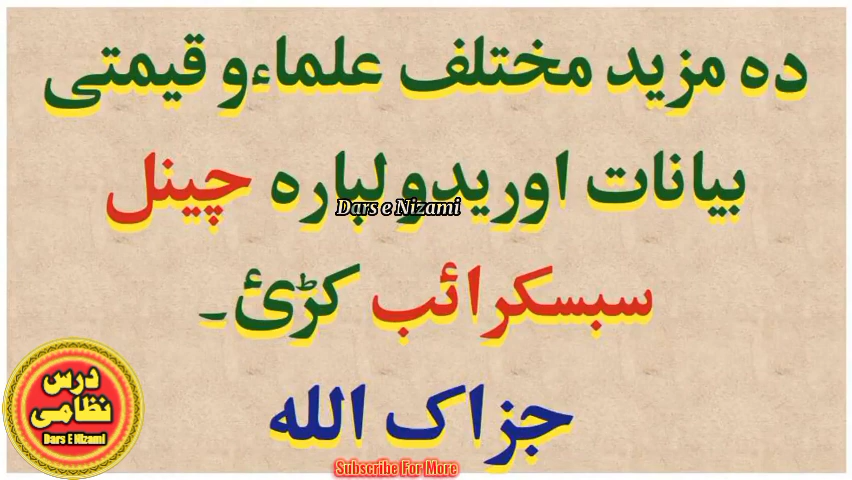 ده مزید مختلف علماءو قیمتی
بیانات اوریدو لپاره چینل
Dars e Nizami
سبسکرائب کړئ۔
جزاک الله
درس
نظامی
Dars E Nizami
Subscribe For More